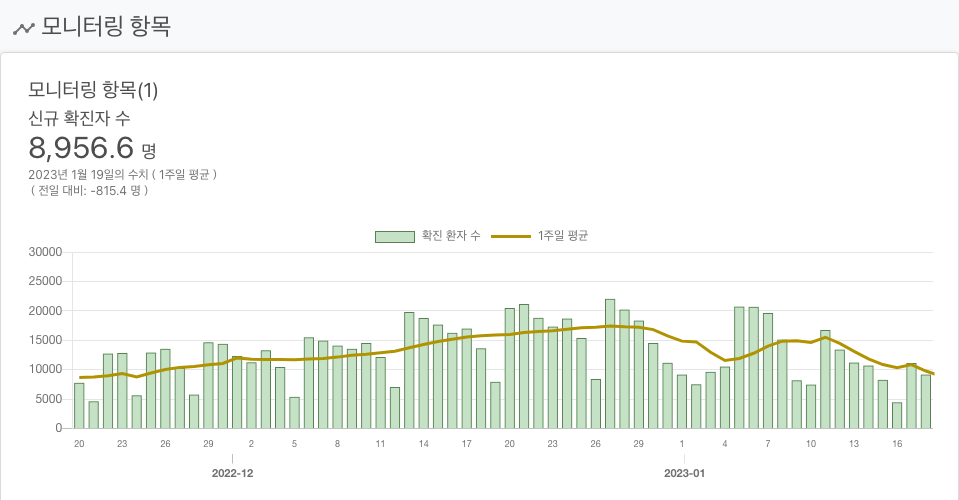 모니터링 항목
모니터링 항목(1)
신규 확진자 수
8,956.6 명
2023년 1월 19일의 수치 ( 1주일 평균 )
( 전일 대비: -815.4 명 )
확진 환자 수 1주일 평균
30000
25000
20000
15000
10000
5000
0
20 23 26 29 2 5 8 11 14 17 20 23 26 29 1 4 7 10 13 16
2022-12 2023-01